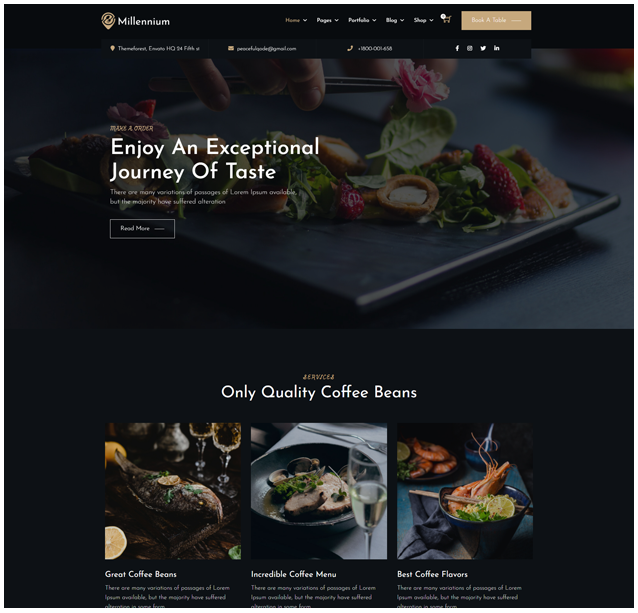 Millennium
Home Pages Portfolio Blog Shop
Book A Table
Themeforest, Envato HQ 24 Fifth st
peacefulqode@gmail.com
+1800-001-658
MAKE A ORDER
Enjoy An Exceptional
Journey Of Taste
There are many variations of passages of Lorem Ipsum available,
but the majority have suffered alteration
Read More
SERVICES
Only Quality Coffee Beans
Great Coffee Beans
There are many variations of passages of Lorem
Ipsum available, but the majority have suffered
alteration in some form
Incredible Coffee Menu
There are many variations of passages of Lorem
Ipsum available, but the majority have suffered
alteration in some form
Best Coffee Flavors
There are many variations of passages of Lorem
Ipsum available, but the majority have suffered
alteration in some form